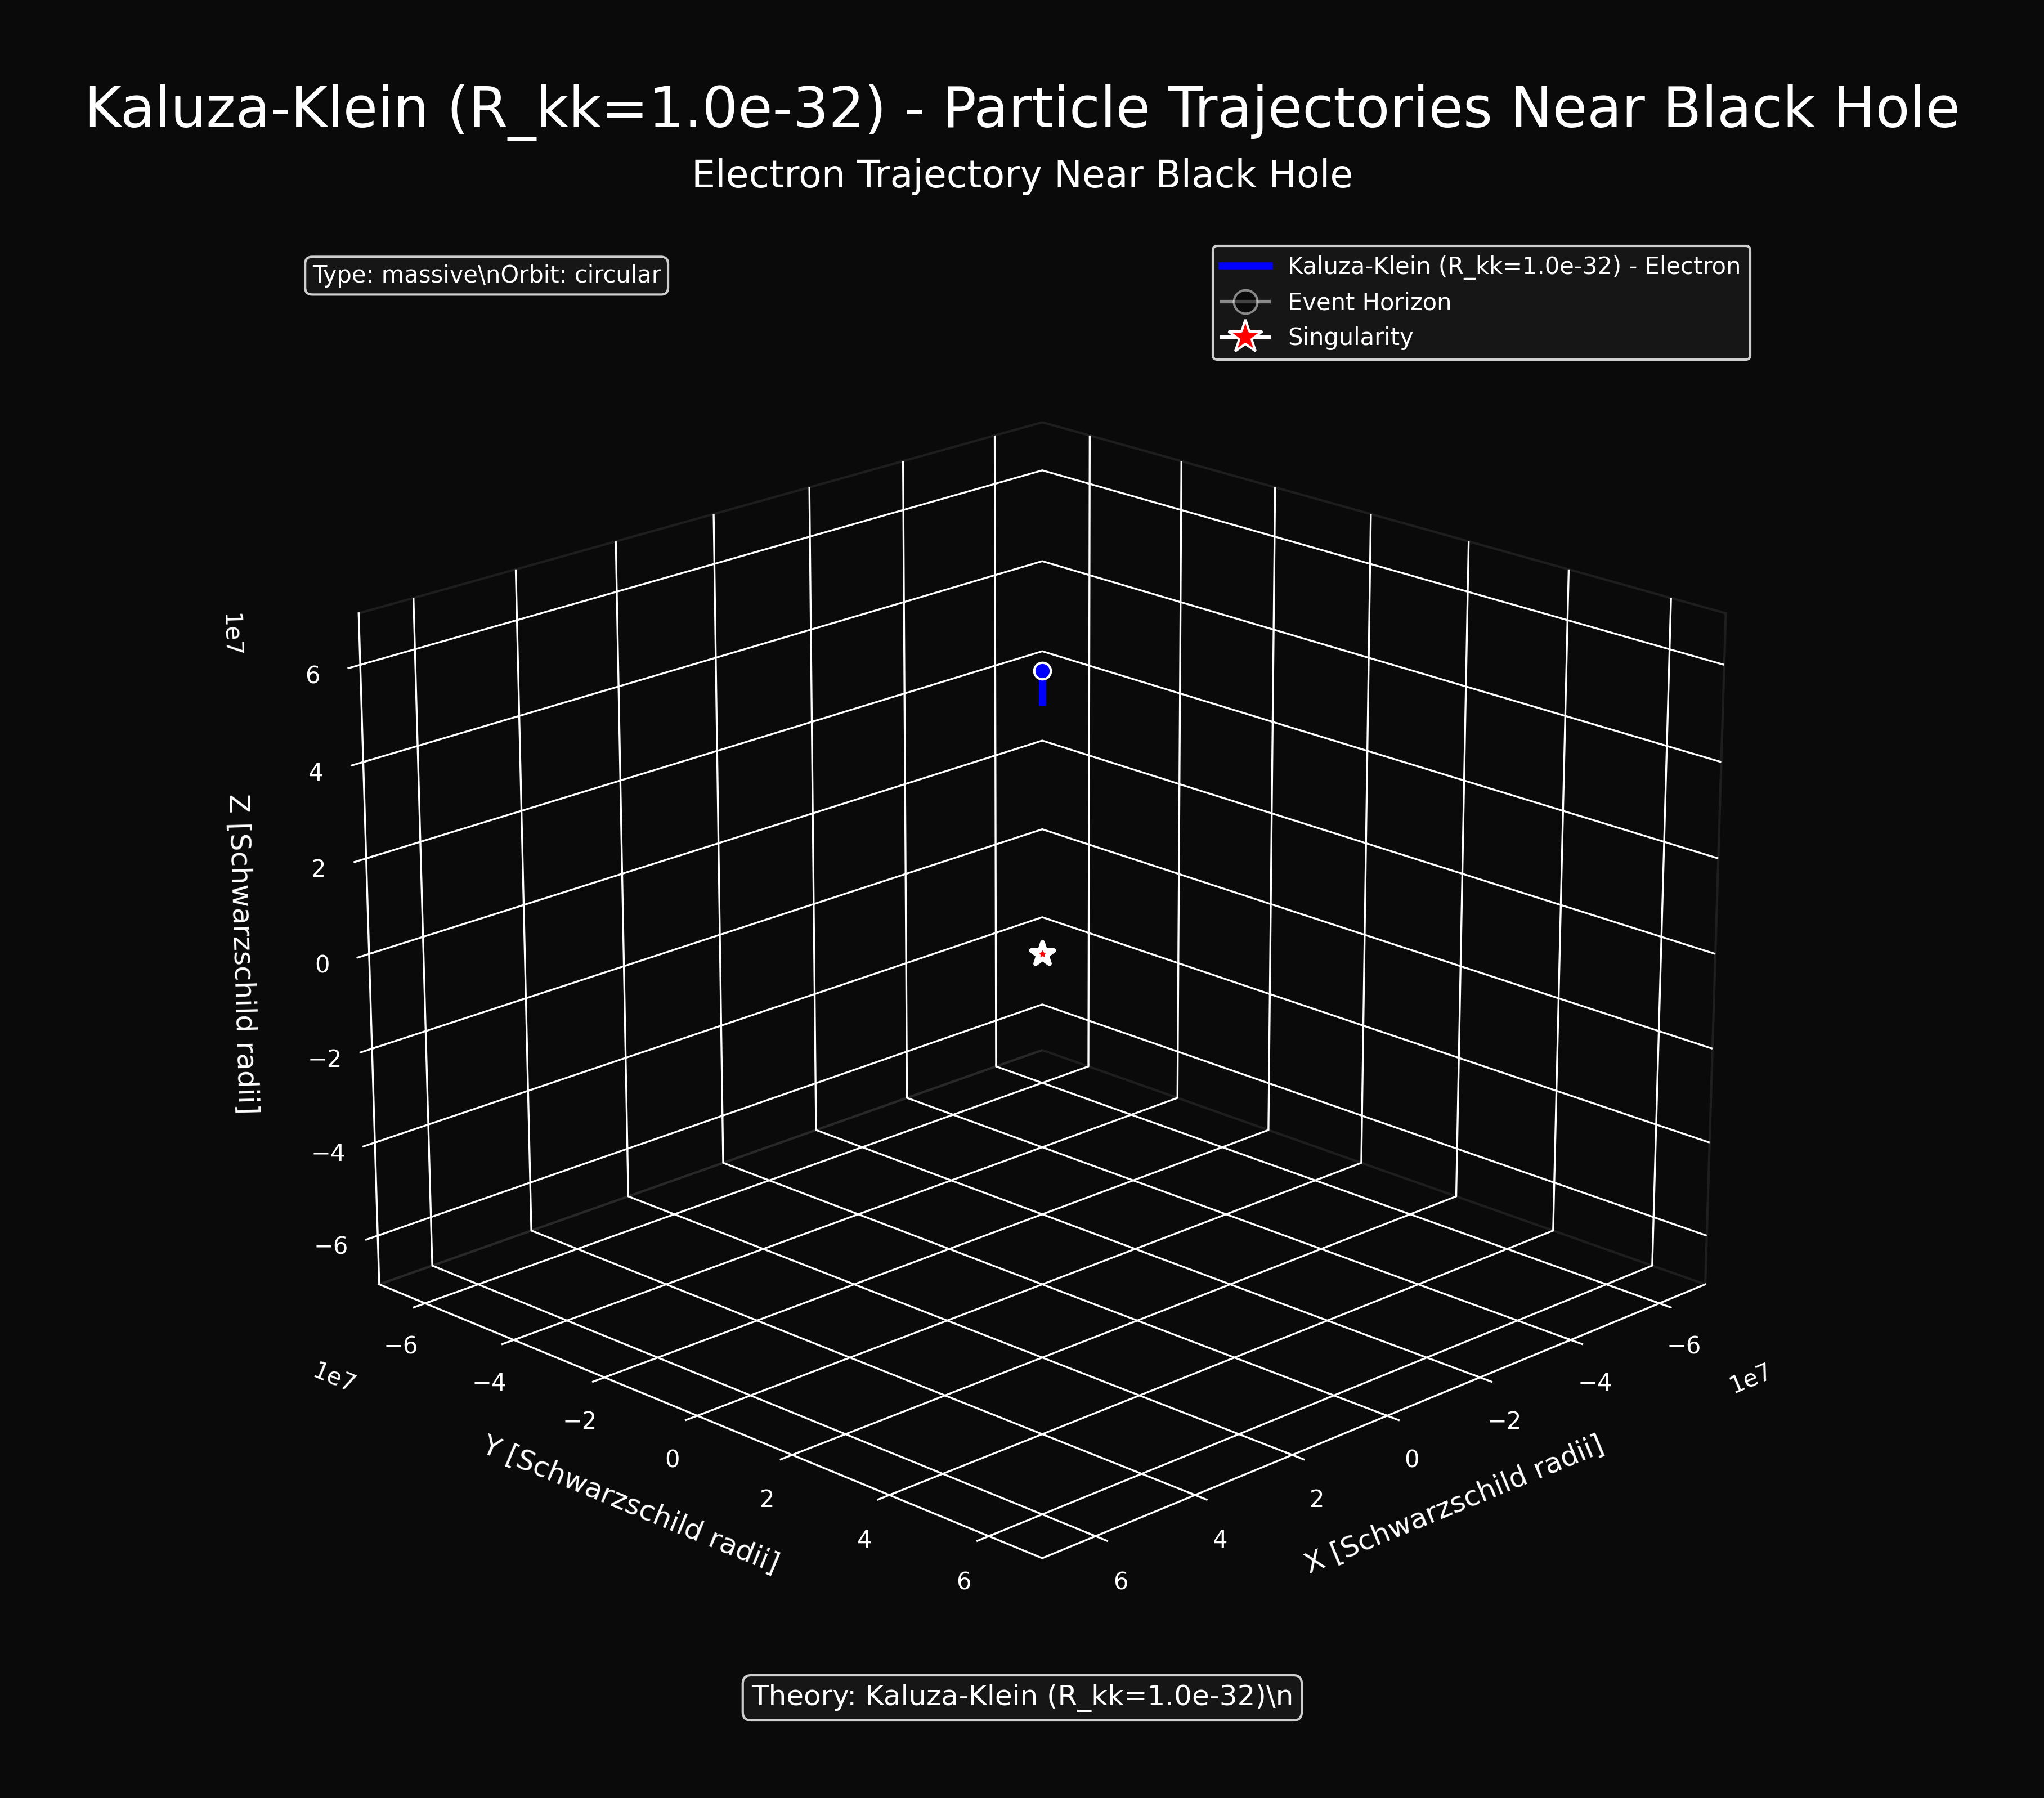 Kaluza-Klein (R_kk=1.0e-32) - Particle Trajectories Near Black Hole
Electron Trajectory Near Black Hole
Type: massive\nOrbit: circular
Kaluza-Klein (R_kk=1.0e-32) - Electron
Event Horizon
Singularity
1e7
6
4
2
0
−2
−4
−6
Z [Schwarzschild radii]
−6
−4
−2
0
2
4
6
1e7
Y [Schwarzschild radii]
6
4
2
0
−2
−4
−6
1e7
X [Schwarzschild radii]
Theory: Kaluza-Klein (R_kk=1.0e-32)\n